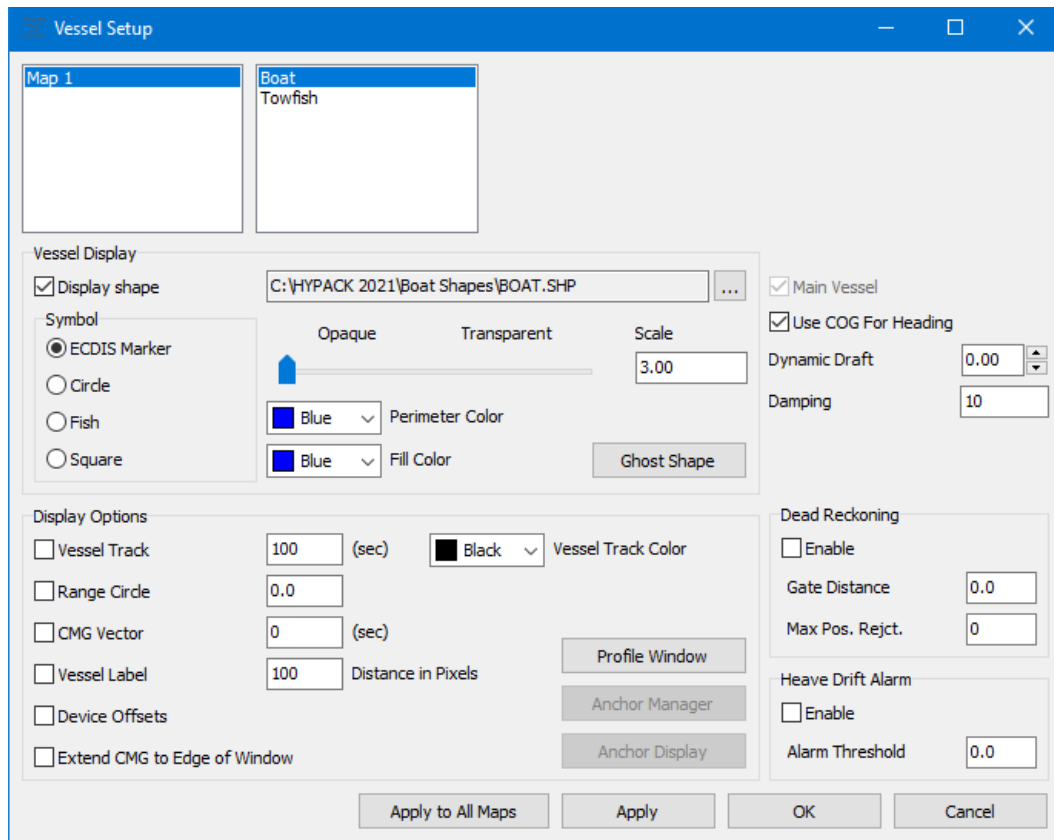 Vessel Setup
Map 1
Boat
Towfish
Vessel Display
Display shape
C:\HYPACK 2021\Boat Shapes\BOAT.SHP
...
Main Vessel
Symbol
ECDIS Marker
Circle
Fish
Square
Opaque
Transparent
Scale
3.00
Blue
Perimeter Color
Blue
Fill Color
Ghost Shape
Use COG For Heading
Dynamic Draft
0.00
Damping
10
Display Options
Vessel Track
100
(sec)
Black
Vessel Track Color
Range Circle
0.0
CMG Vector
0
(sec)
Vessel Label
100
Distance in Pixels
Device Offsets
Extend CMG to Edge of Window
Profile Window
Anchor Manager
Anchor Display
Dead Reckoning
Enable
Gate Distance
0.0
Max Pos. Rejct.
0
Heave Drift Alarm
Enable
Alarm Threshold
0.0
Apply to All Maps
Apply
OK
Cancel